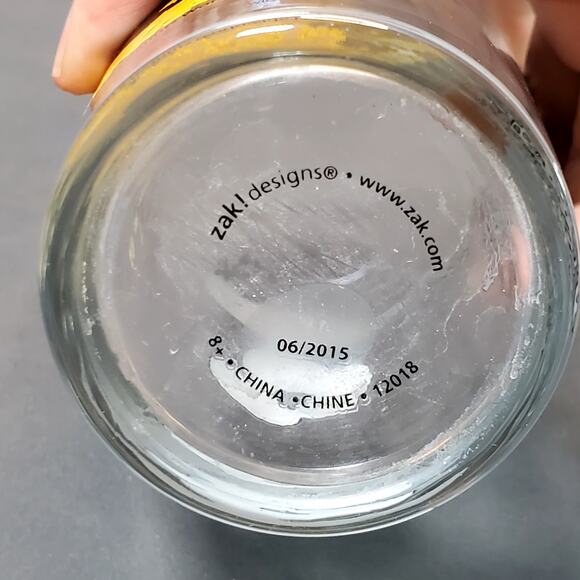 zak! designs® • www.zak.com
06/2015
8+ • CHINA • CHINE • 12018